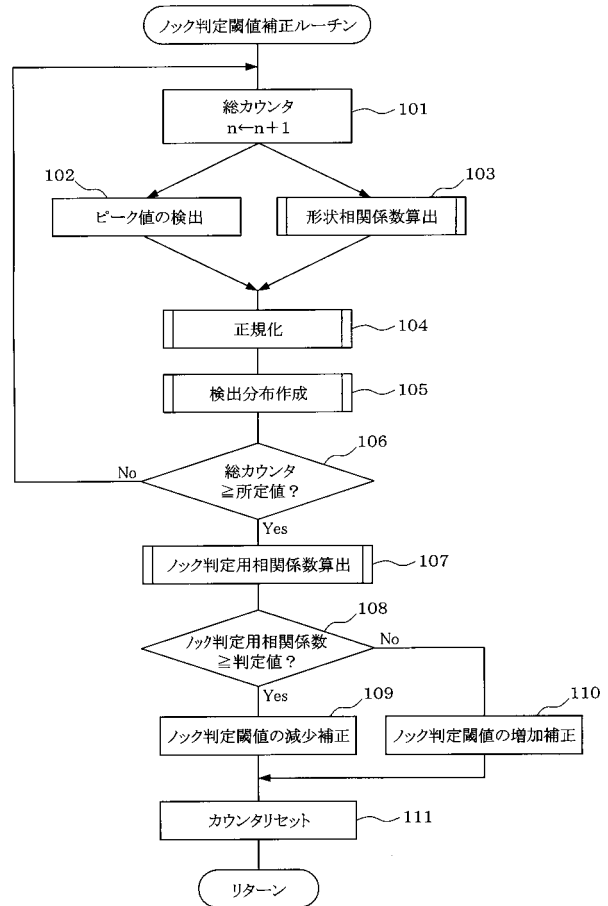 ノック判定閾値補正ルーチン
総カウンタ
n←n+1
101
102
ピーク値の検出
103
形状相関係数算出
正規化
104
検出分布作成
105
106
総カウンタ
≧所定値?
No
Yes
ノック判定用相関係数算出
107
108
ノック判定用相関係数
≧判定値?
No
Yes
109
ノック判定閾値の減少補正
110
ノック判定閾値の増加補正
カウンタリセット
111
リターン